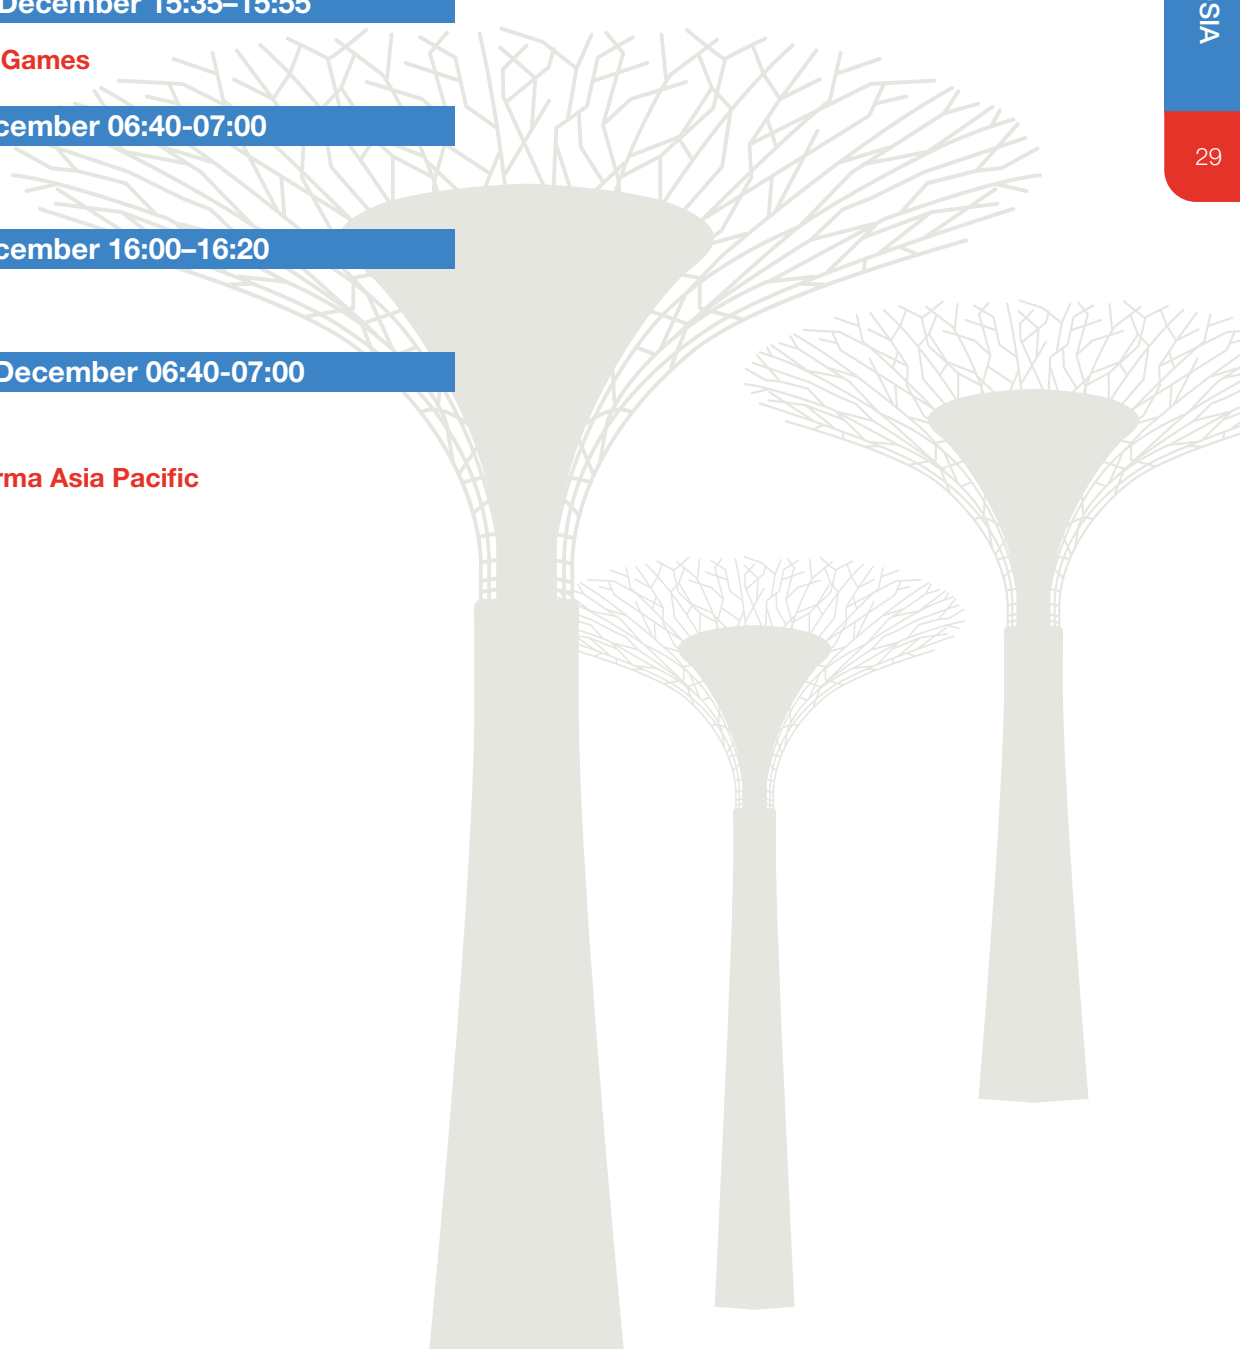 December 15:35–15:55
Games
cember 06:40-07:00
cember 16:00–16:20
December 06:40-07:00
rma Asia Pacific
SIA
29